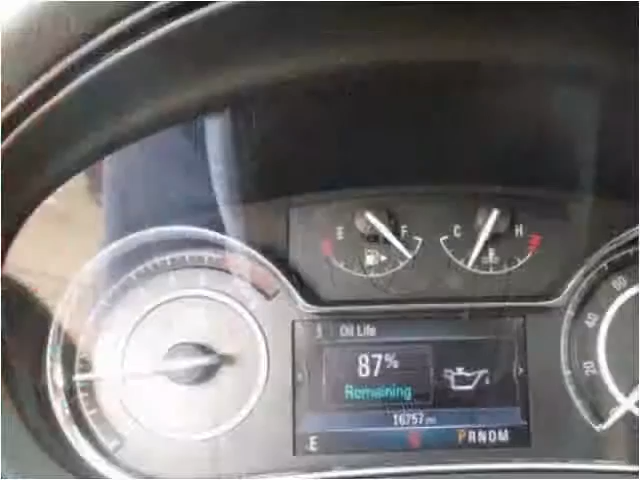 E F
C H
Oil Life
87%
Remaining
16757 mi
E N PRNDM
60
40
20